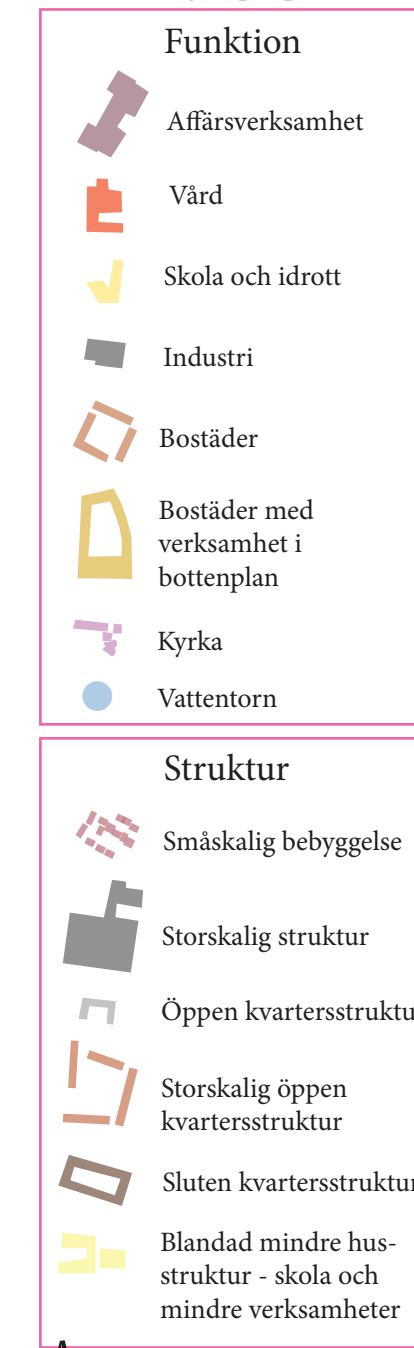 Funktion
Affärsverksamhet
Vård
Skola och idrott
Industri
Bostäder
Bostäder med
verksamhet i
bottenplan
Kyrka
Vattentorn
Struktur
Småskalig bebyggelse
Storskalig struktur
Öppen kvartersstruktu
Storskalig öppen
kvartersstruktur
Sluten kvartersstruktur
Blandad mindre hus-
struktur - skola och
mindre verksamheter